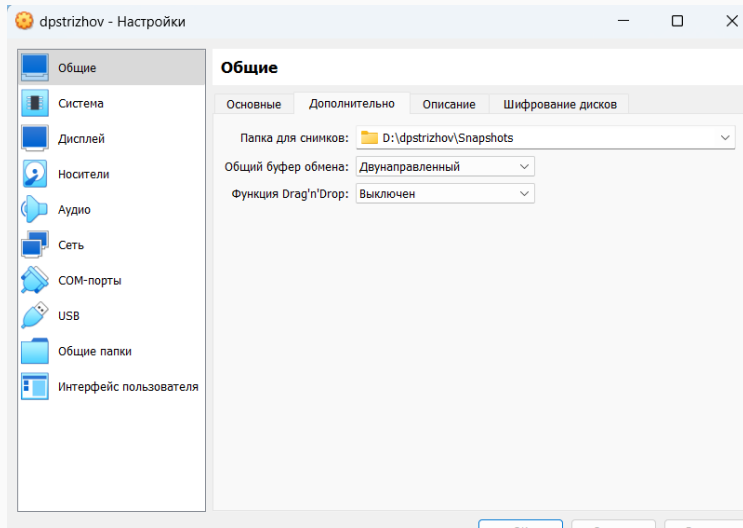 dpstrizhov - Настройки
Общие
Система
Дисплей
Носители
Аудио
Сеть
COM-порты
USB
Общие папки
Интерфейс пользователя
Общие
Основные Дополнительно Описание Шифрование дисков
Папка для снимков: D:\dpstrizhov\Snapshots
Общий буфер обмена: Двунаправленный
Функция Drag'n'Drop: Выключен